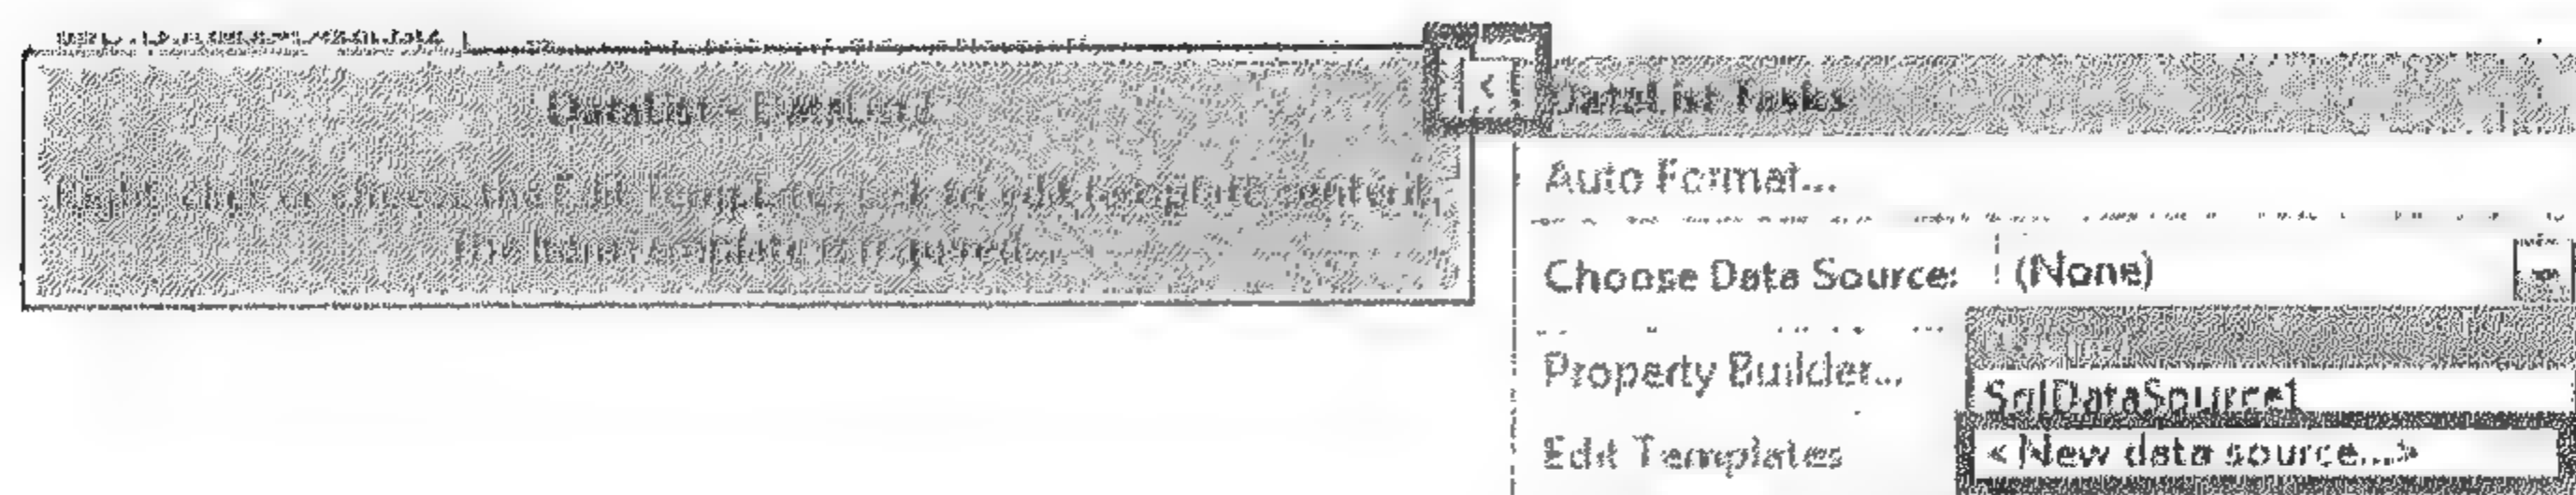 DataList - DataList1
Right-click or choose the Edit Templates task to edit template content.
The ItemTemplate is required.
DataList Tasks
Auto Format...
Choose Data Source: (None)
Property Builder...
SqlDataSource1
Edit Templates
<New data source...>